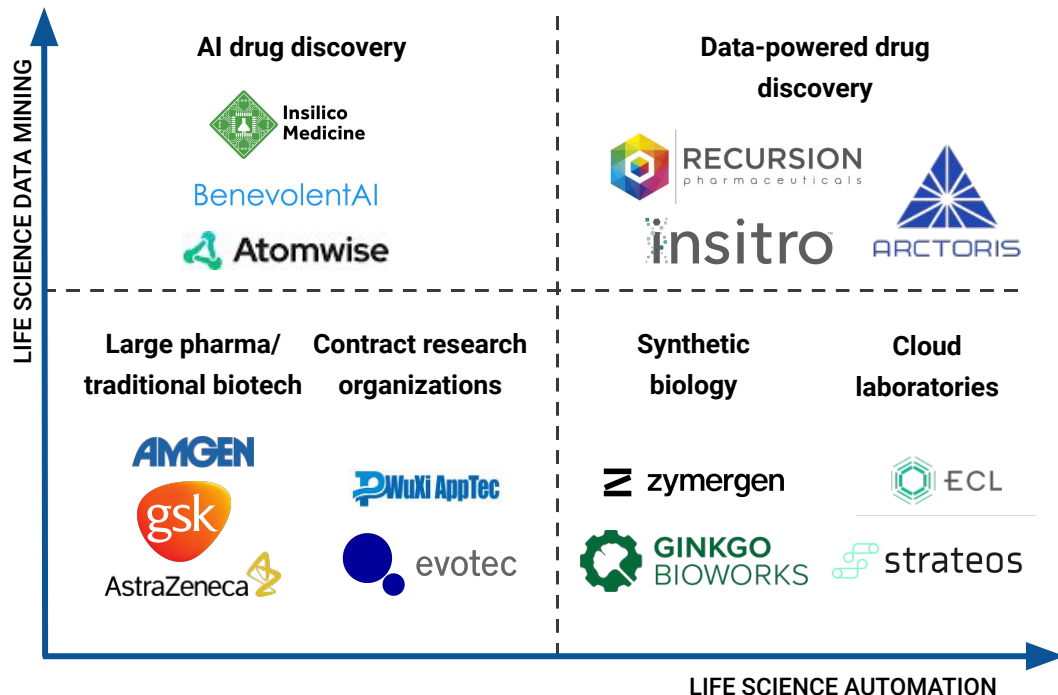 LIFE SCIENCE DATA MINING
AI drug discovery
Insilico
Medicine
BenevolentAI
Atomwise
Data-powered drug
discovery
RECURSION
pharmaceuticals
insitro™
ARCTORIS
Large pharma/
traditional biotech
AMGEN
gsk
AstraZeneca
Contract research
organizations
WuXi AppTec
evotec
Synthetic
biology
zymergen
GINKGO
BIOWORKS
Cloud
laboratories
ECL
strateos
LIFE SCIENCE AUTOMATION